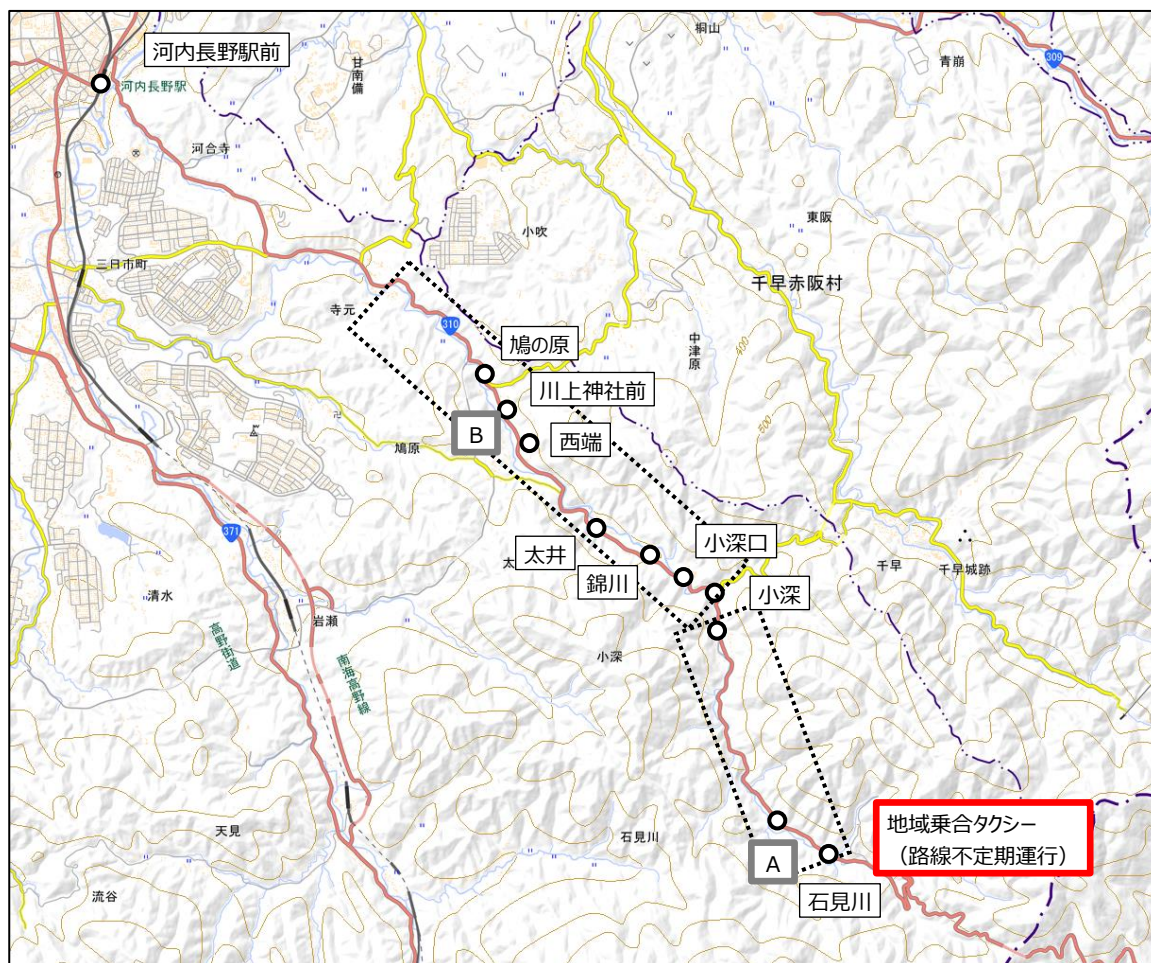 桐山
河内長野駅前
甘南備
青崩
309
河内長野駅
河合寺
東阪
小吹
三日市町
千早赤阪村
寺元
310
鳩の原
中津原
400
川上神社前
B
西端
500
鳩原
371
小深口
太井
太
千早
千早城跡
錦川
小深
清水
岩瀬
小深
高野街道
南海高野線
地域乗合タクシー
（路線不定期運行）
天見
石見川
A
石見川
流谷